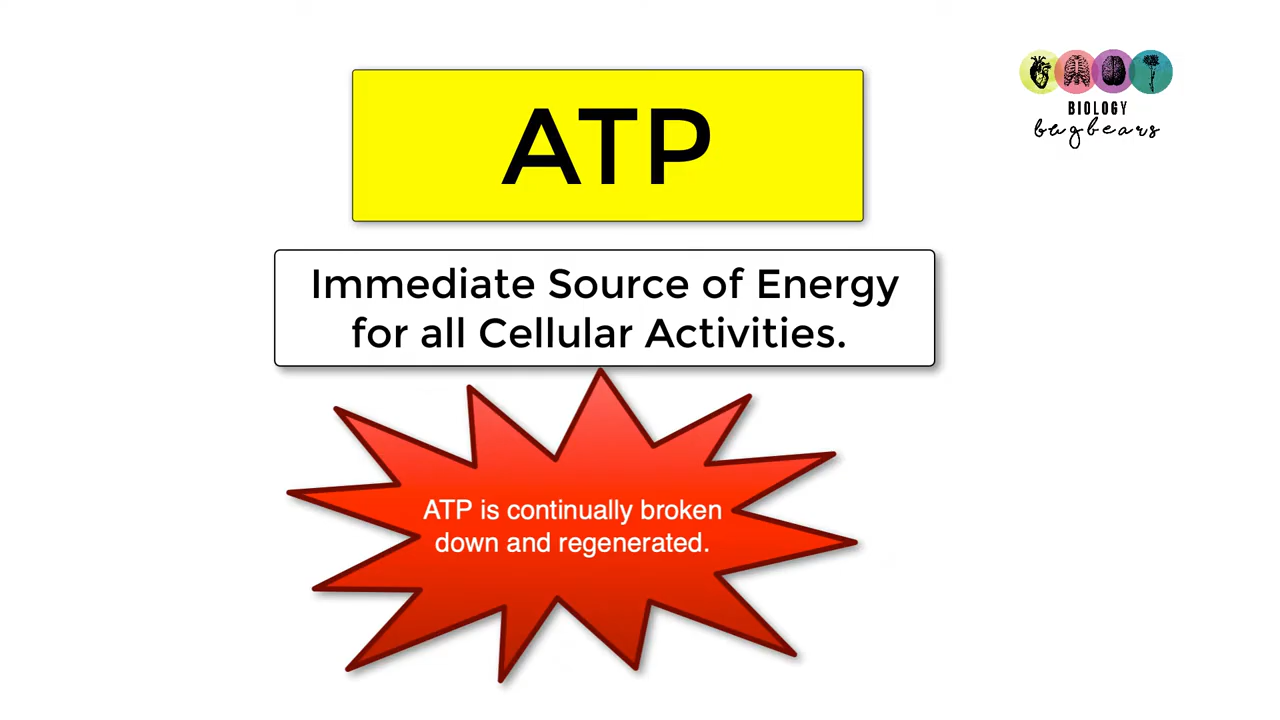 ATP
BIOLOGY
bugbears
Immediate Source of Energy
for all Cellular Activities.
ATP is continually broken
down and regenerated.